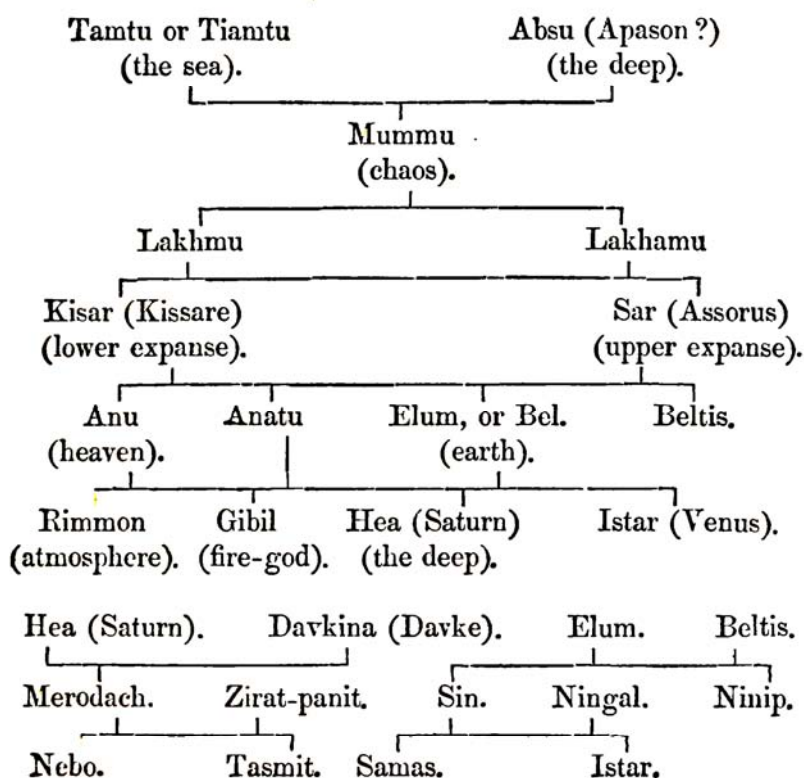 Tamtu or Tiamtu Absu (Apason ?)
(the sea). (the deep).
Mummu
(chaos).
Lakhmu Lakhamu
Kisar (Kissare) Sar (Assorus)
(lower expanse). (upper expanse).
Anu Anatu Elum, or Bel. Beltis.
(heaven). (earth).
Rimmon Gibil Hea (Saturn) Istar (Venus).
(atmosphere). (fire-god). (the deep).
Hea (Saturn). Davkina (Davke). Elum. Beltis.
Merodach. Zirat-panit. Sin. Ningal. Ninip.
Nebo. Tasmit. Samas. Istar.